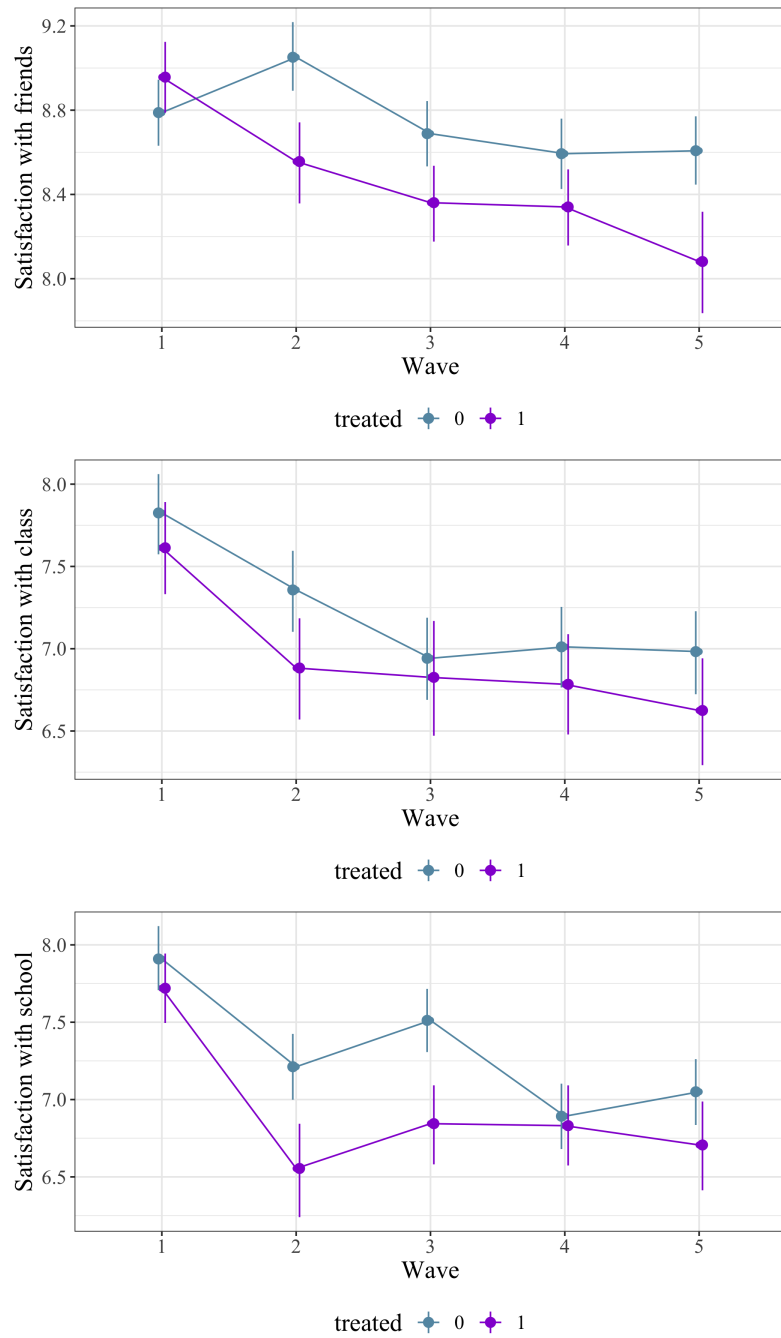 Satisfaction with friends
9.2
8.8
8.4
8.0
1 2 3 4 5
Wave
treated 0 1
Satisfaction with class
8.0
7.5
7.0
6.5
1 2 3 4 5
Wave
treated 0 1
Satisfaction with school
8.0
7.5
7.0
6.5
1 2 3 4 5
Wave
treated 0 1